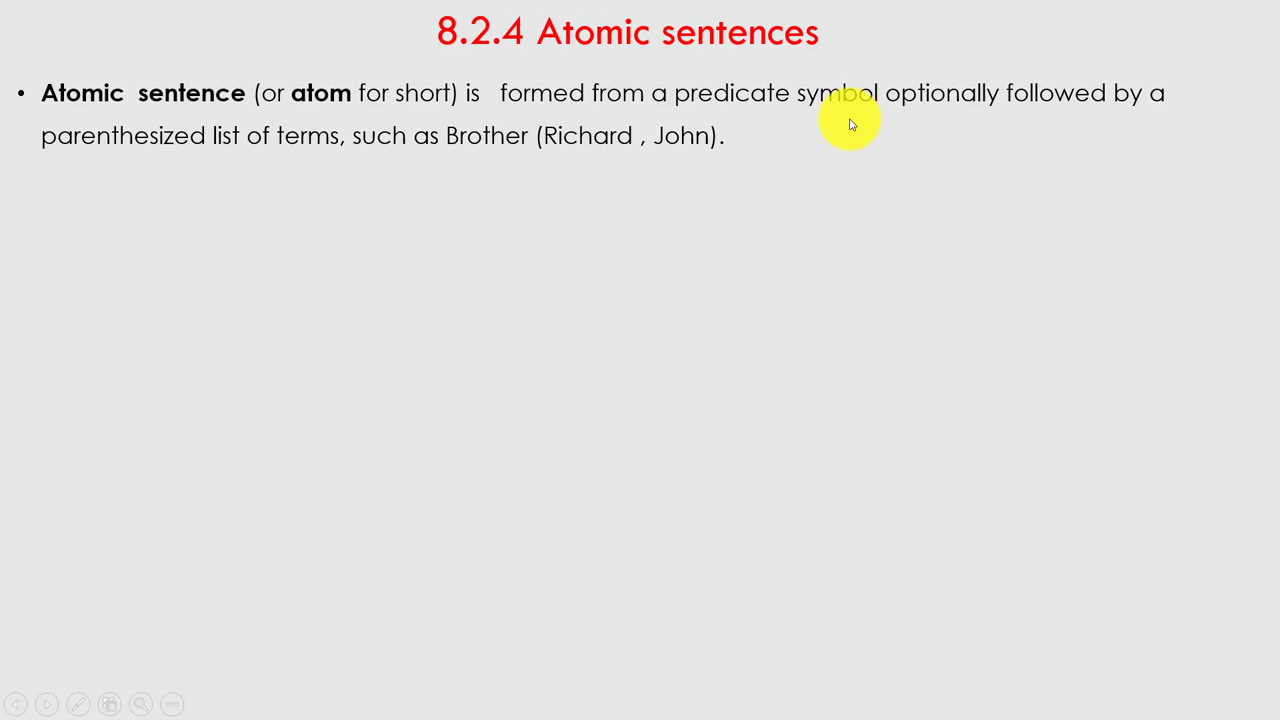 8.2.4 Atomic sentences
• Atomic sentence (or atom for short) is formed from a predicate symbol optionally followed by a
parenthesized list of terms, such as Brother (Richard , John).